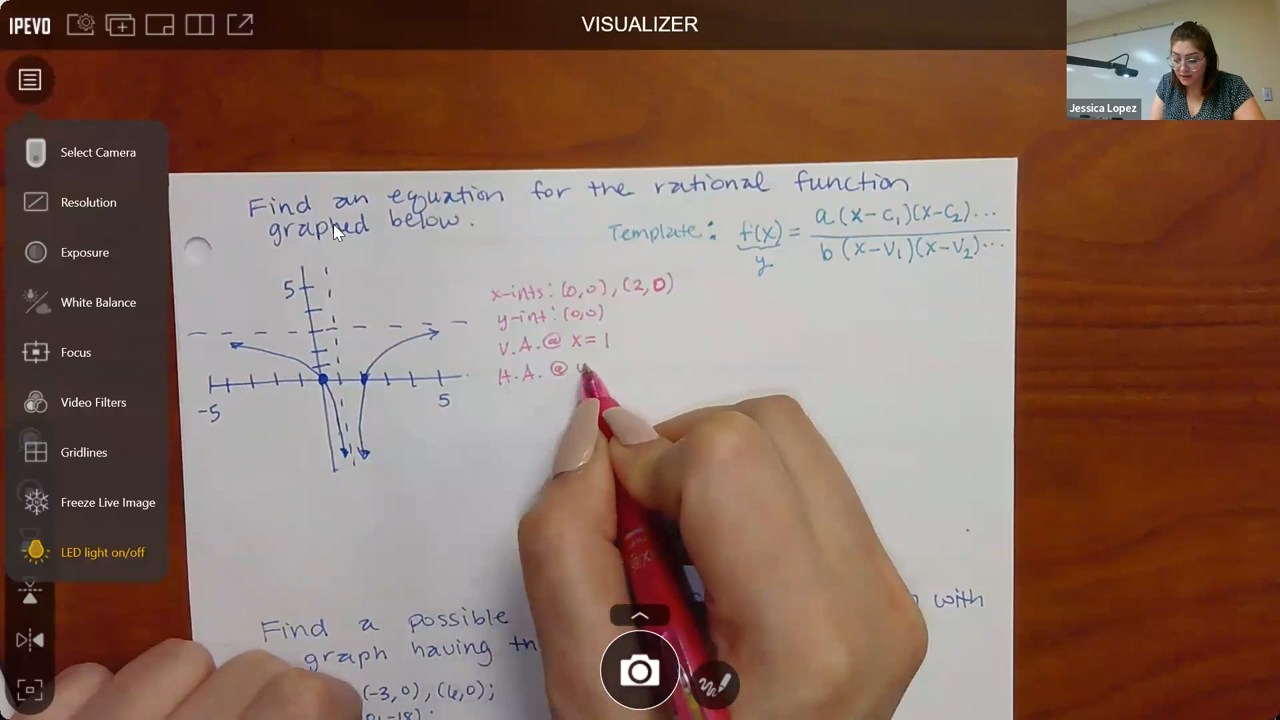 IPEVO
VISUALIZER
Jessica Lopez
Select Camera
Resolution
Exposure
White Balance
Focus
Video Filters
Gridlines
Freeze Live Image
LED light on/off
Find an equation for the rational function
graphed below.
Template: f(x) = a(x-c₁)(x-c₂)... / b(x-v₁)(x-v₂)...
y
5
-5
5
x-ints: (0,0), (2,0)
y-int: (0,0)
V.A. @ x=1
H.A. @ y
Find a possible
with
graph having
(-3,0), (6,0);